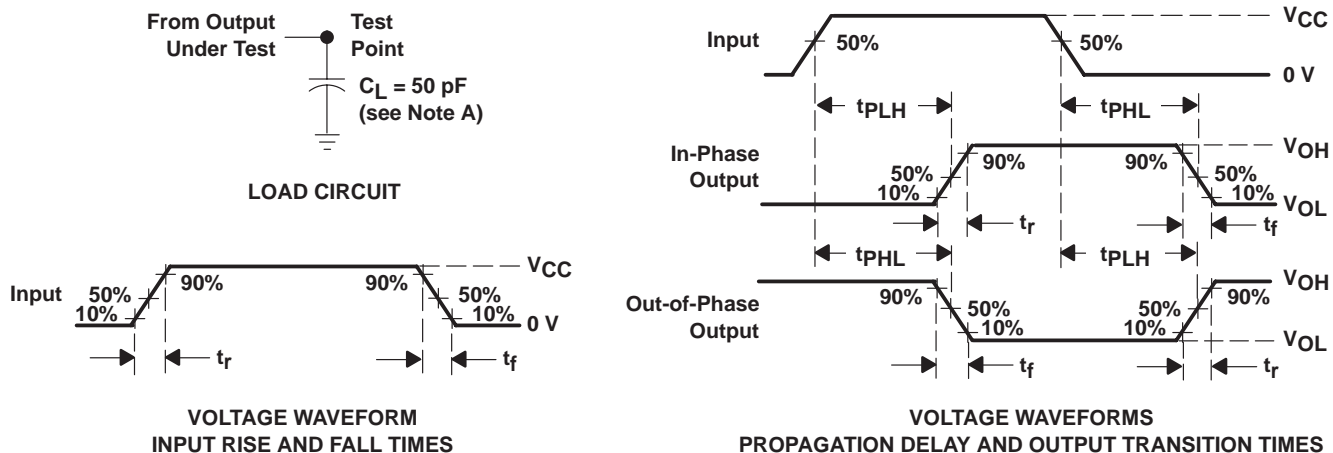 From Output
Under Test
Test
Point
CL = 50 pF
(see Note A)
LOAD CIRCUIT
Input
50%
10%
90%
90%
50%
10%
VCC
0 V
tr
tf
VOLTAGE WAVEFORM
INPUT RISE AND FALL TIMES
Input
50%
50%
VCC
0 V
tPLH
tPHL
In-Phase
Output
50%
10%
90%
90%
50%
10%
VOH
VOL
tr
tf
tPHL
tPLH
Out-of-Phase
Output
90%
50%
10%
50%
10%
90%
VOH
VOL
tf
tr
VOLTAGE WAVEFORMS
PROPAGATION DELAY AND OUTPUT TRANSITION TIMES